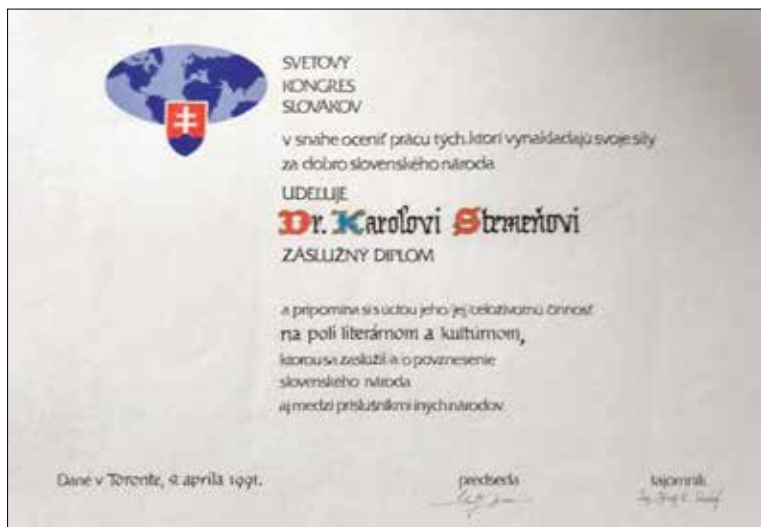 SVETOVÝ
KONGRES
SLOVÁKOV
v snahe oceniť prácu tých, ktorí vynakladajú svoje sily
za dobro slovenského národa
UDEĽUJE
Dr. Karoľovi Strmeňovi
ZÁSLUŽNÝ DIPLOM
a pripomína si s úctou jeho/jej celoživotnú činnosť
na poli literárnom a kultúrnom,
ktorou sa zaslúžil/a/o povznesenie
slovenského národa
aj medzi príslušníkmi iných národov.
Dané v Toronte, apríla 1991.
predseda
tajomník